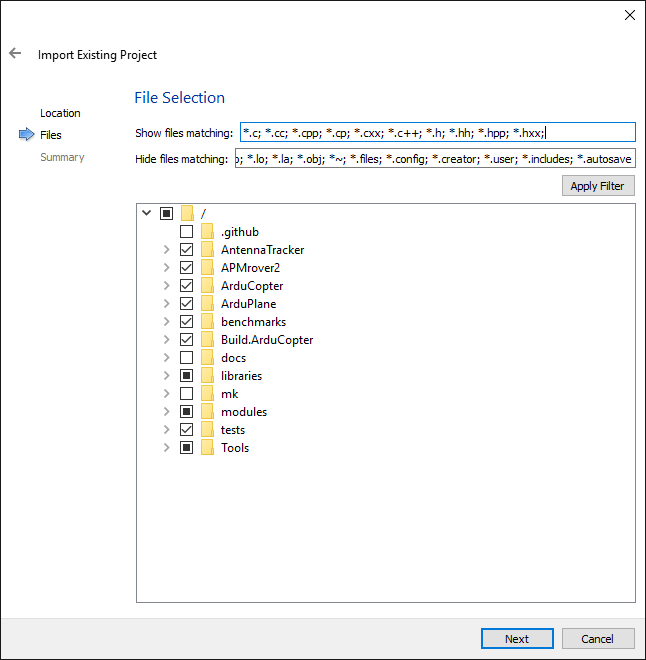 Import Existing Project
File Selection
Location
Files
Summary
Show files matching: *.c; *.cc; *.cpp; *.cp; *.cxx; *.c++; *.h; *.hh; *.hpp; *.hxx;
Hide files matching: *.lo; *.la; *.obj; *~; *.files; *.config; *.creator; *.user; *.includes; *.autosave
Apply Filter
/
.github
AntennaTracker
APMrover2
ArduCopter
ArduPlane
benchmarks
Build.ArduCopter
docs
libraries
mk
modules
tests
Tools
Next
Cancel